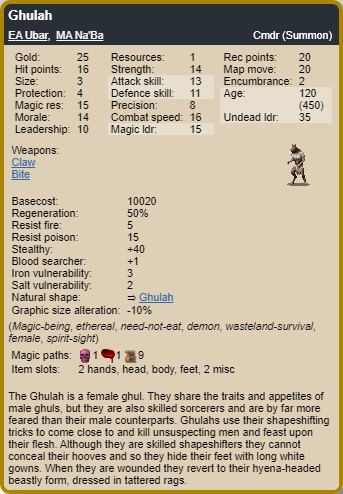 Ghulah
EA Ubar, MA Na'Ba Cmdr (Summon)
Gold: 25 Resources: 1 Rec points: 20
Hit points: 16 Strength: 14 Map move: 20
Size: 3 Attack skill: 13 Encumbrance: 2
Protection: 4 Defence skill: 11 Age: 120
Magic res: 15 Precision: 8 (450)
Morale: 14 Combat speed: 16 Undead ldr: 35
Leadership: 10 Magic ldr: 15
Weapons:
Claw
Bite
Basecost: 10020
Regeneration: 50%
Resist fire: 5
Resist poison: 15
Stealthy: +40
Blood searcher: +1
Iron vulnerability: 3
Salt vulnerability: 2
Natural shape: ⇒ Ghulah
Graphic size alteration: -10%
(Magic-being, ethereal, need-not-eat, demon, wasteland-survival,
female, spirit-sight)
Magic paths: 1 1 9
Item slots: 2 hands, head, body, feet, 2 misc
The Ghulah is a female ghul. They share the traits and appetites of
male ghuls, but they are also skilled sorcerers and are by far more
feared than their male counterparts. Ghulahs use their shapeshifting
tricks to come close to and kill unsuspecting men and feast upon
their flesh. Although they are skilled shapeshifters they cannot
conceal their hooves and so they hide their feet with long white
gowns. When they are wounded they revert to their hyena-headed
beastly form, dressed in tattered rags.